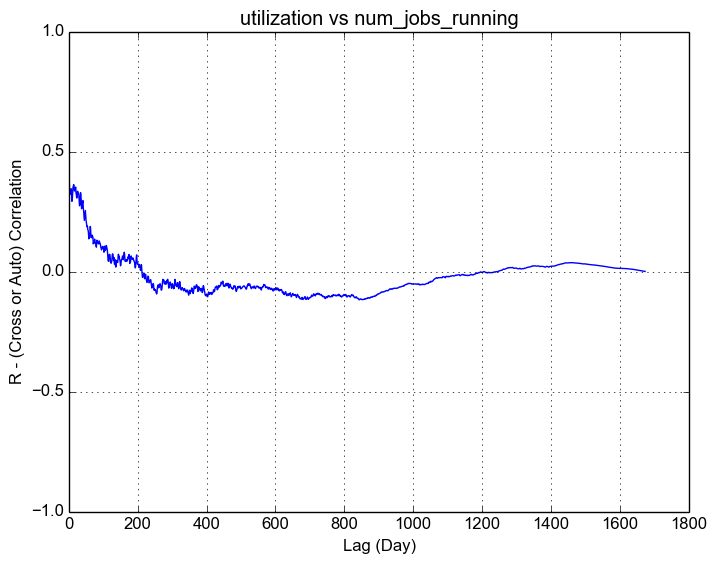 utilization vs num_jobs_running
1.0
0.5
0.0
−0.5
−1.0
R - (Cross or Auto) Correlation
0 200 400 600 800 1000 1200 1400 1600 1800
Lag (Day)